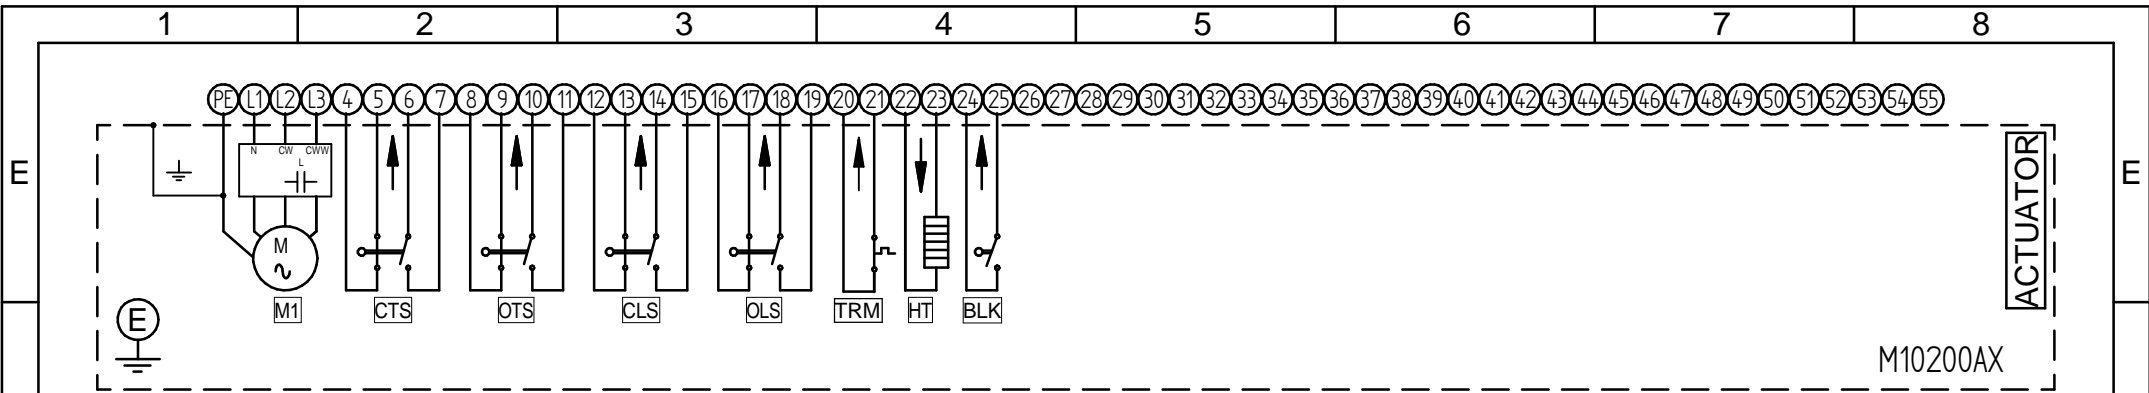 1 2 3 4 5 6 7 8
PE L1 L2 L3 4 5 6 7 8 9 10 11 12 13 14 15 16 17 18 19 20 21 22 23 24 25 26 27 28 29 30 31 32 33 34 35 36 37 38 39 40 41 42 43 44 45 46 47 48 49 50 51 52 53 54 55
N CW CWW
L
E E
ACTUATOR
M
M1 CTS OTS CLS OLS TRM HT BLK
E
M10200AX